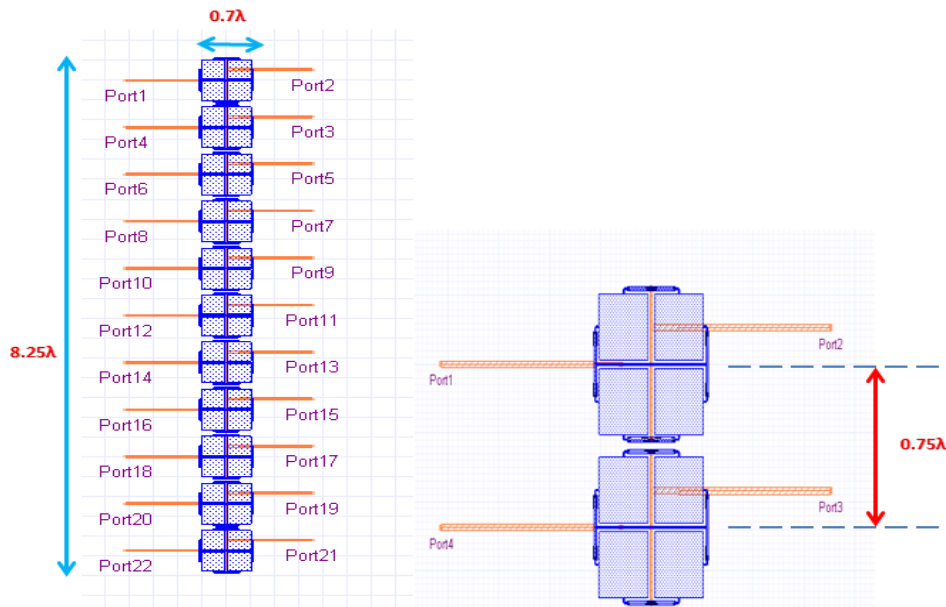 0.7λ
Port1
Port2
Port4
Port3
Port6
Port5
Port8
Port7
Port10
Port9
Port12
Port11
8.25λ
Port14
Port13
Port16
Port15
Port18
Port17
Port20
Port19
Port22
Port21
Port2
Port1
0.75λ
Port3
Port4